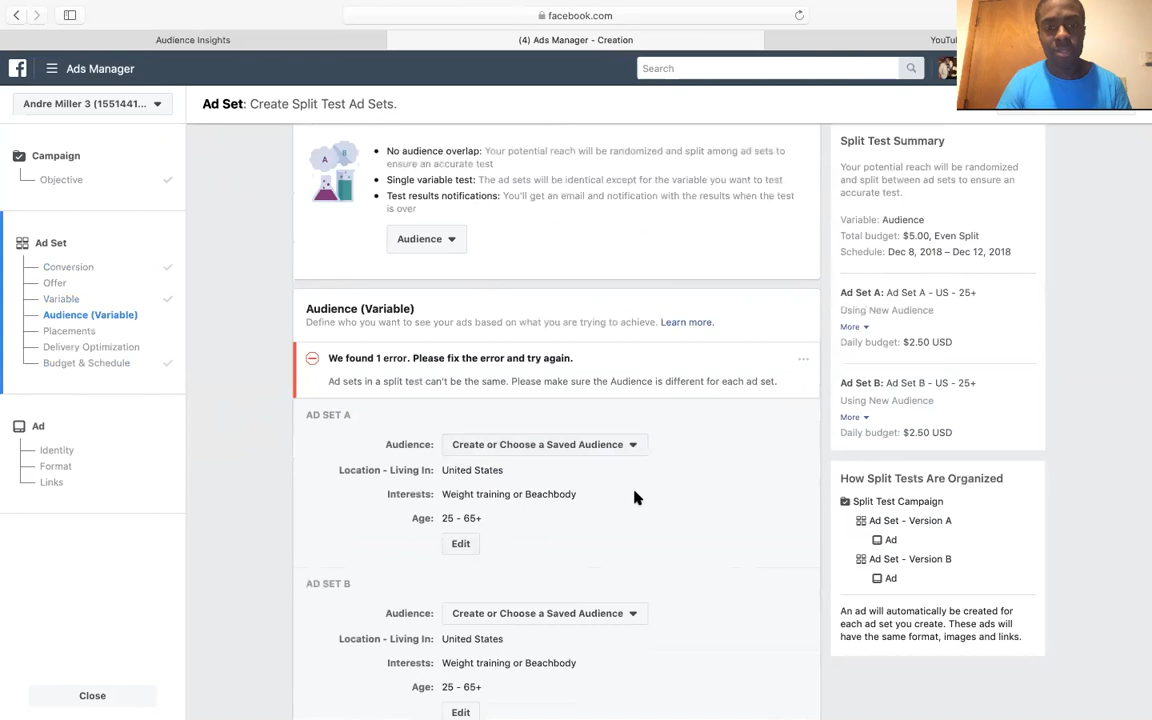 facebook.com
Audience Insights
(4) Ads Manager - Creation
YouTu
Ads Manager
Search
Andre Miller 3 (1551441...
Ad Set: Create Split Test Ad Sets.
Campaign
Objective
Ad Set
Conversion
Offer
Variable
Audience (Variable)
Placements
Delivery Optimization
Budget & Schedule
Ad
Identity
Format
Links
Close
No audience overlap: Your potential reach will be randomized and split among ad sets to
ensure an accurate test
Single variable test: The ad sets will be identical except for the variable you want to test
Test results notifications: You'll get an email and notification with the results when the test
is over
A
B
Audience
Audience (Variable)
Define who you want to see your ads based on what you are trying to achieve. Learn more.
We found 1 error. Please fix the error and try again.
Ad sets in a split test can't be the same. Please make sure the Audience is different for each ad set.
AD SET A
Audience: Create or Choose a Saved Audience
Location - Living In: United States
Interests: Weight training or Beachbody
Age: 25 - 65+
Edit
AD SET B
Audience: Create or Choose a Saved Audience
Location - Living In: United States
Interests: Weight training or Beachbody
Age: 25 - 65+
Edit
Split Test Summary
Your potential reach will be randomized
and split between ad sets to ensure an
accurate test.
Variable: Audience
Total budget: $5.00, Even Split
Schedule: Dec 8, 2018 – Dec 12, 2018
Ad Set A: Ad Set A - US - 25+
Using New Audience
More
Daily budget: $2.50 USD
Ad Set B: Ad Set B - US - 25+
Using New Audience
More
Daily budget: $2.50 USD
How Split Tests Are Organized
Split Test Campaign
Ad Set - Version A
Ad
Ad Set - Version B
Ad
An ad will automatically be created for
each ad set you create. These ads will
have the same format, images and links.